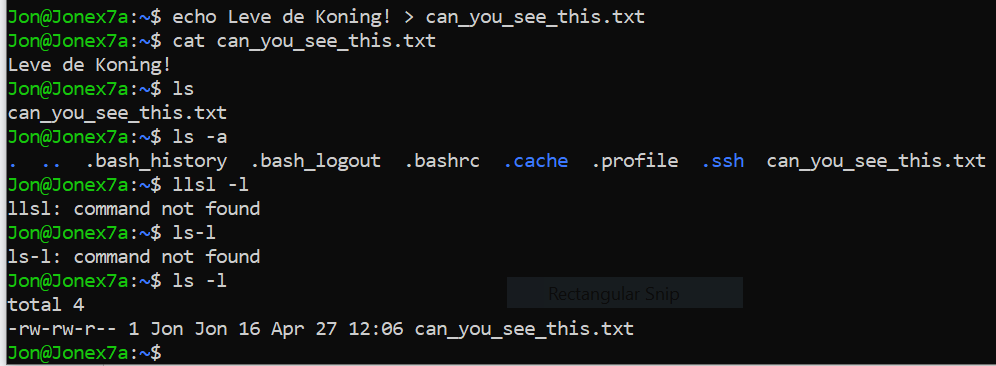 Jon@Jonex7a:~$ echo Leve de Koning! > can_you_see_this.txt
Jon@Jonex7a:~$ cat can_you_see_this.txt
Leve de Koning!
Jon@Jonex7a:~$ ls
can_you_see_this.txt
Jon@Jonex7a:~$ ls -a
.  ..  .bash_history  .bash_logout  .bashrc  .cache  .profile  .ssh  can_you_see_this.txt
Jon@Jonex7a:~$ llsl -l
llsl: command not found
Jon@Jonex7a:~$ ls-l
ls-l: command not found
Jon@Jonex7a:~$ ls -l
Rectangular Snip
total 4
-rw-rw-r-- 1 Jon Jon 16 Apr 27 12:06 can_you_see_this.txt
Jon@Jonex7a:~$